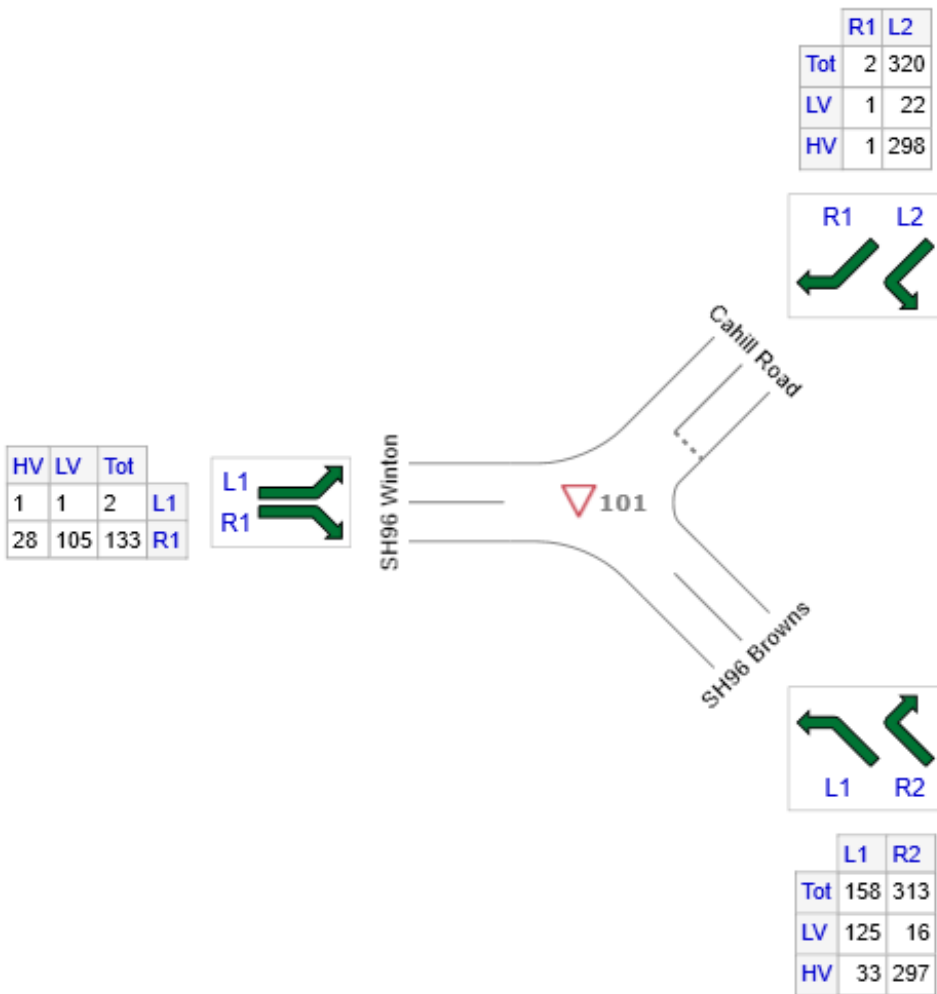 R1 L2
Tot 2 320
LV 1 22
HV 1 298
R1 L2
Cahill Road
HV LV Tot
1 1 2 L1
28 105 133 R1
L1
R1
SH96 Winton
101
SH96 Browns
L1 R2
L1 R2
Tot 158 313
LV 125 16
HV 33 297